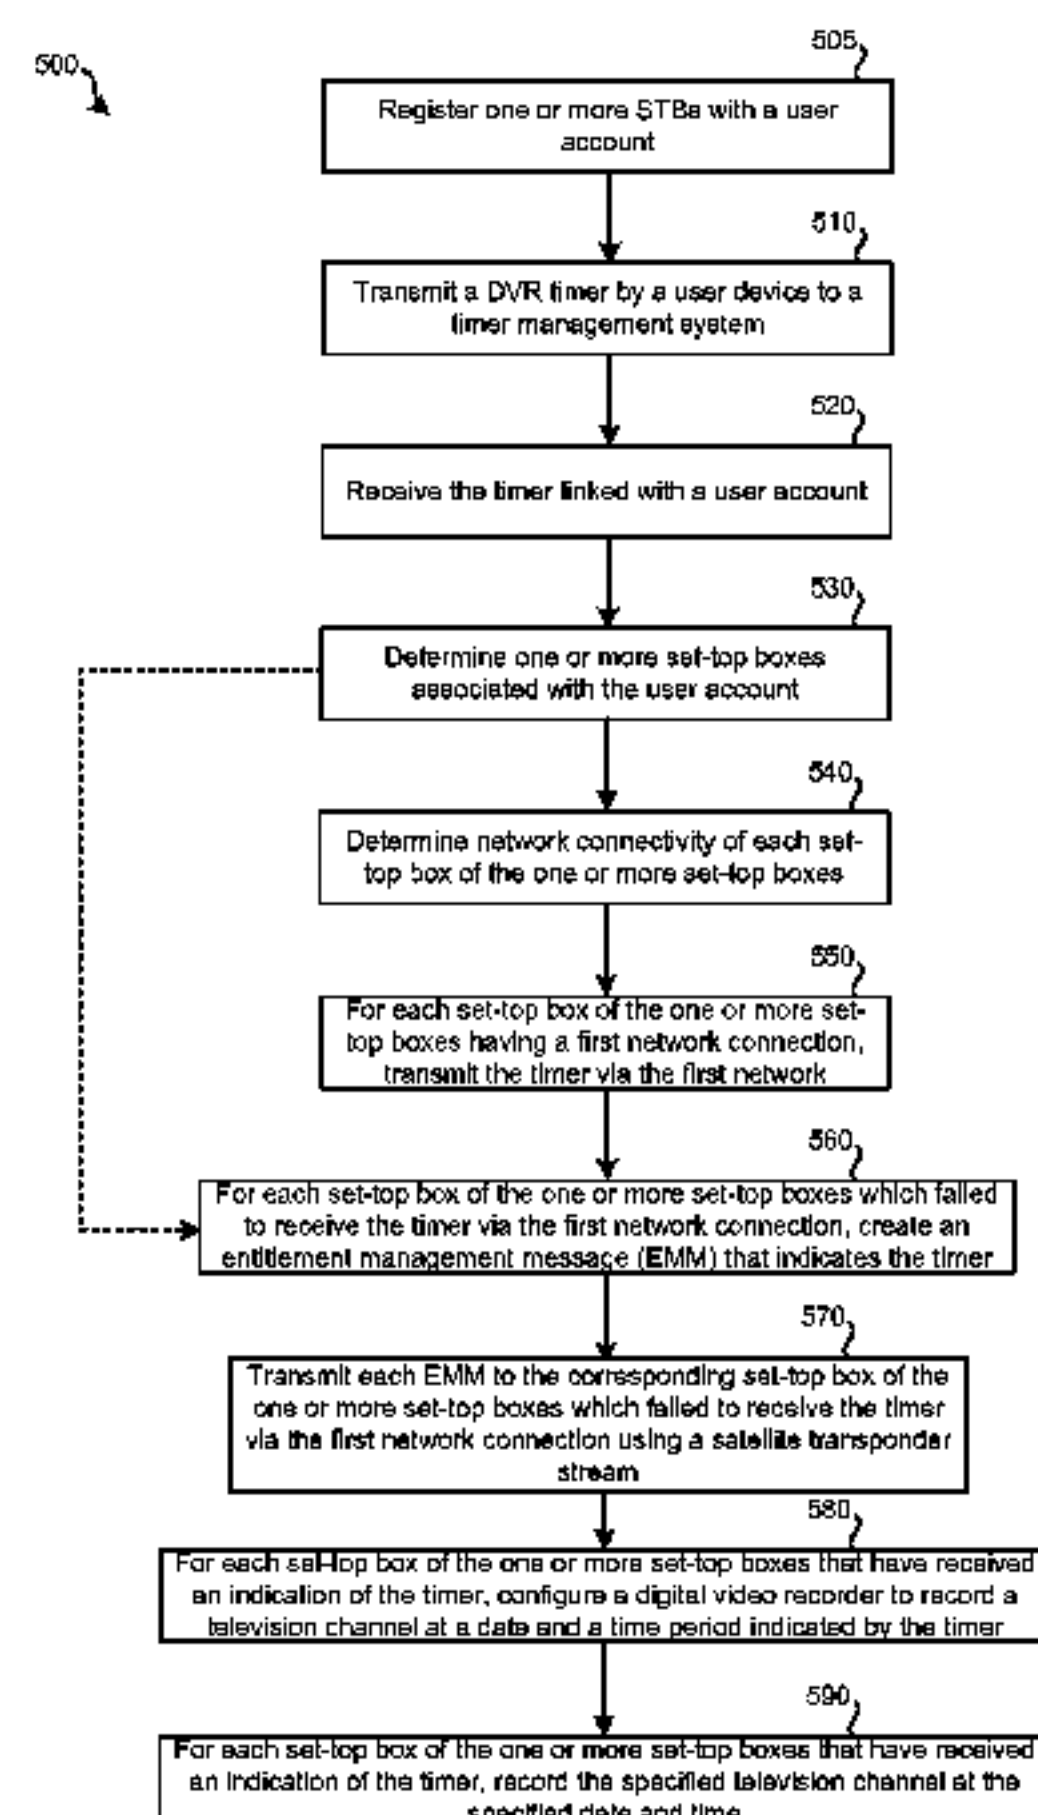 500
505
Register one or more STBs with a user
account
510
Transmit a DVR timer by a user device to a
timer management system
520
Receive the timer linked with a user account
530
Determine one or more set-top boxes
associated with the user account
540
Determine network connectivity of each set-
top box of the one or more set-top boxes
550
For each set-top box of the one or more set-
top boxes having a first network connection,
transmit the timer via the first network
560
For each set-top box of the one or more set-top boxes which failed
to receive the timer via the first network connection, create an
entitlement management message (EMM) that indicates the timer
570
Transmit each EMM to the corresponding set-top box of the
one or more set-top boxes which failed to receive the timer
via the first network connection using a satellite transponder
stream
580
For each set-top box of the one or more set-top boxes that have received
an indication of the timer, configure a digital video recorder to record a
television channel at a date and a time period indicated by the timer
590
For each set-top box of the one or more set-top boxes that have received
an indication of the timer, record the specified television channel at the
specified date and time